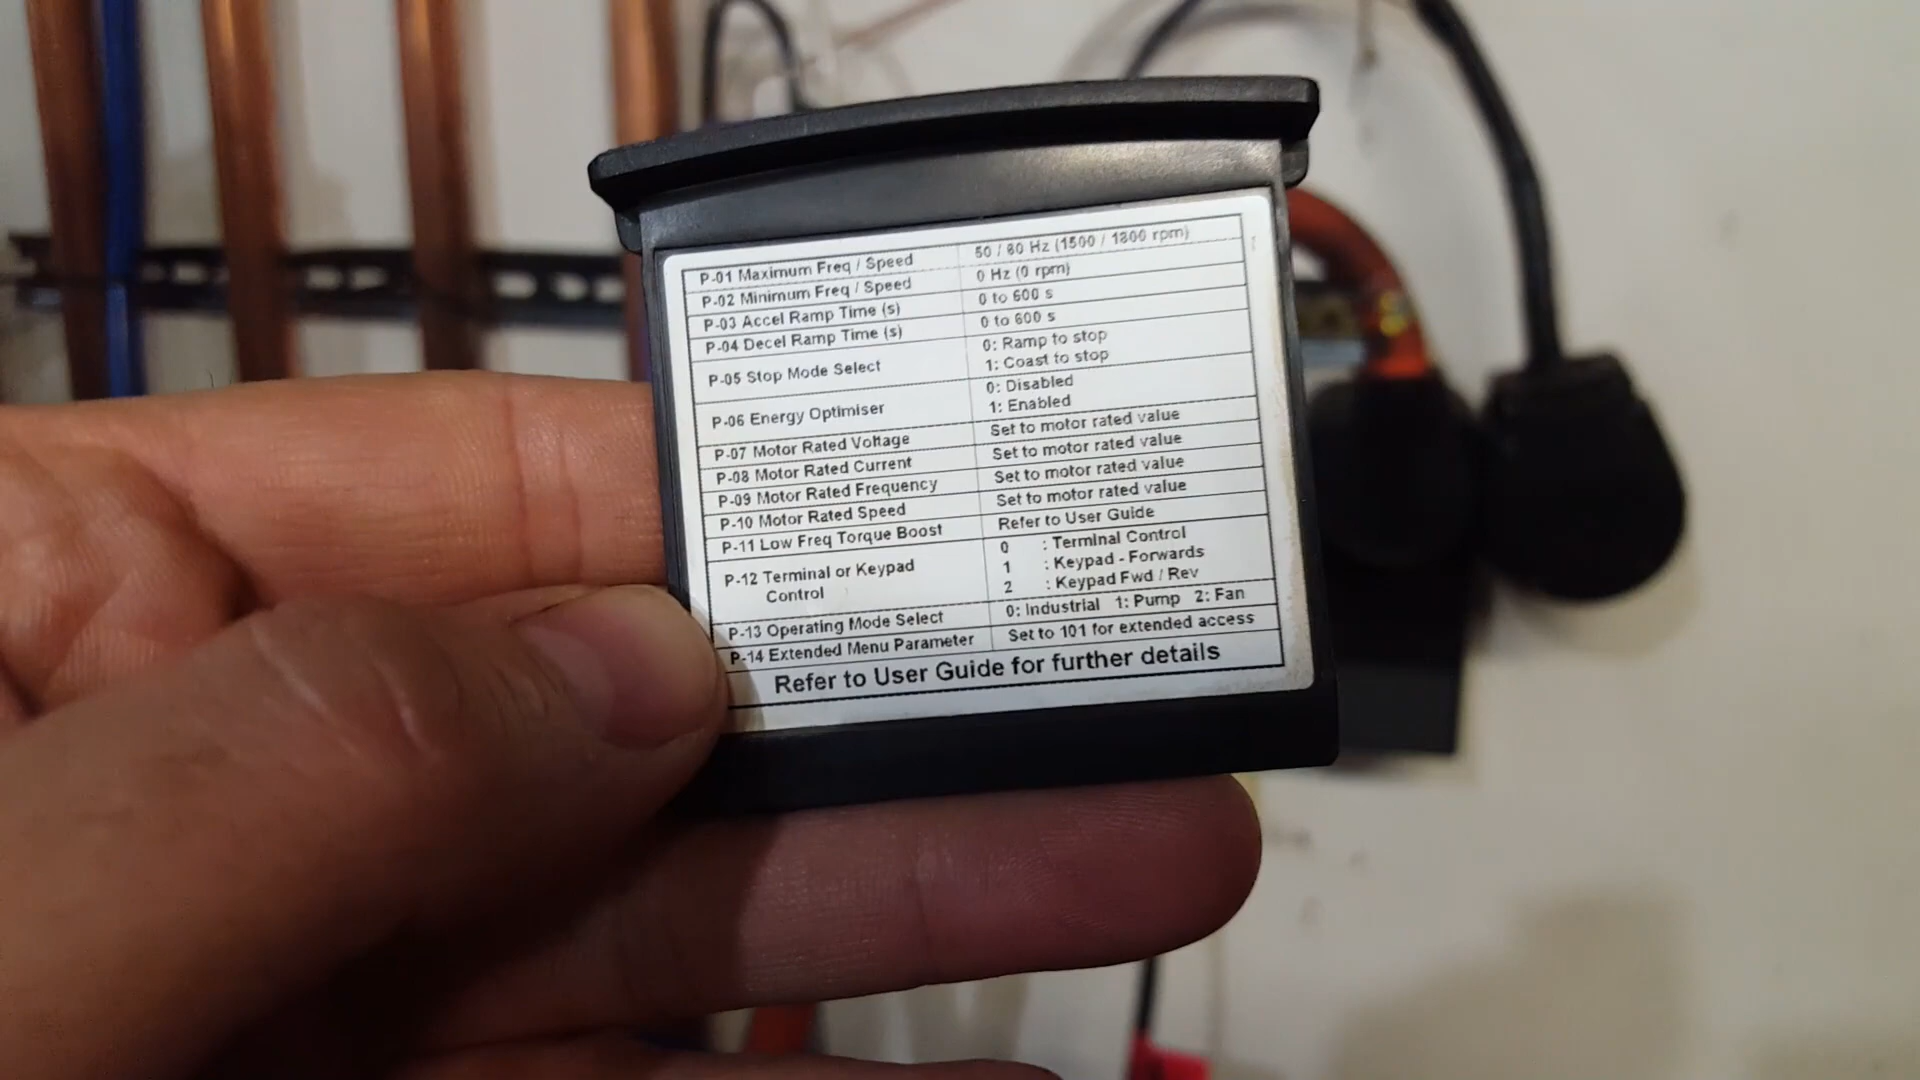 P-01 Maximum Freq / Speed 50 / 60 Hz (1500 / 1800 rpm)
P-02 Minimum Freq / Speed 0 Hz (0 rpm)
P-03 Accel Ramp Time (s) 0 to 600 s
P-04 Decel Ramp Time (s) 0 to 600 s
P-05 Stop Mode Select 0: Ramp to stop
1: Coast to stop
P-06 Energy Optimiser 0: Disabled
1: Enabled
P-07 Motor Rated Voltage Set to motor rated value
P-08 Motor Rated Current Set to motor rated value
P-09 Motor Rated Frequency Set to motor rated value
P-10 Motor Rated Speed Set to motor rated value
P-11 Low Freq Torque Boost Refer to User Guide
P-12 Terminal or Keypad Control 0 : Terminal Control
1 : Keypad - Forwards
2 : Keypad Fwd / Rev
P-13 Operating Mode Select 0: Industrial 1: Pump 2: Fan
P-14 Extended Menu Parameter Set to 101 for extended access
Refer to User Guide for further details